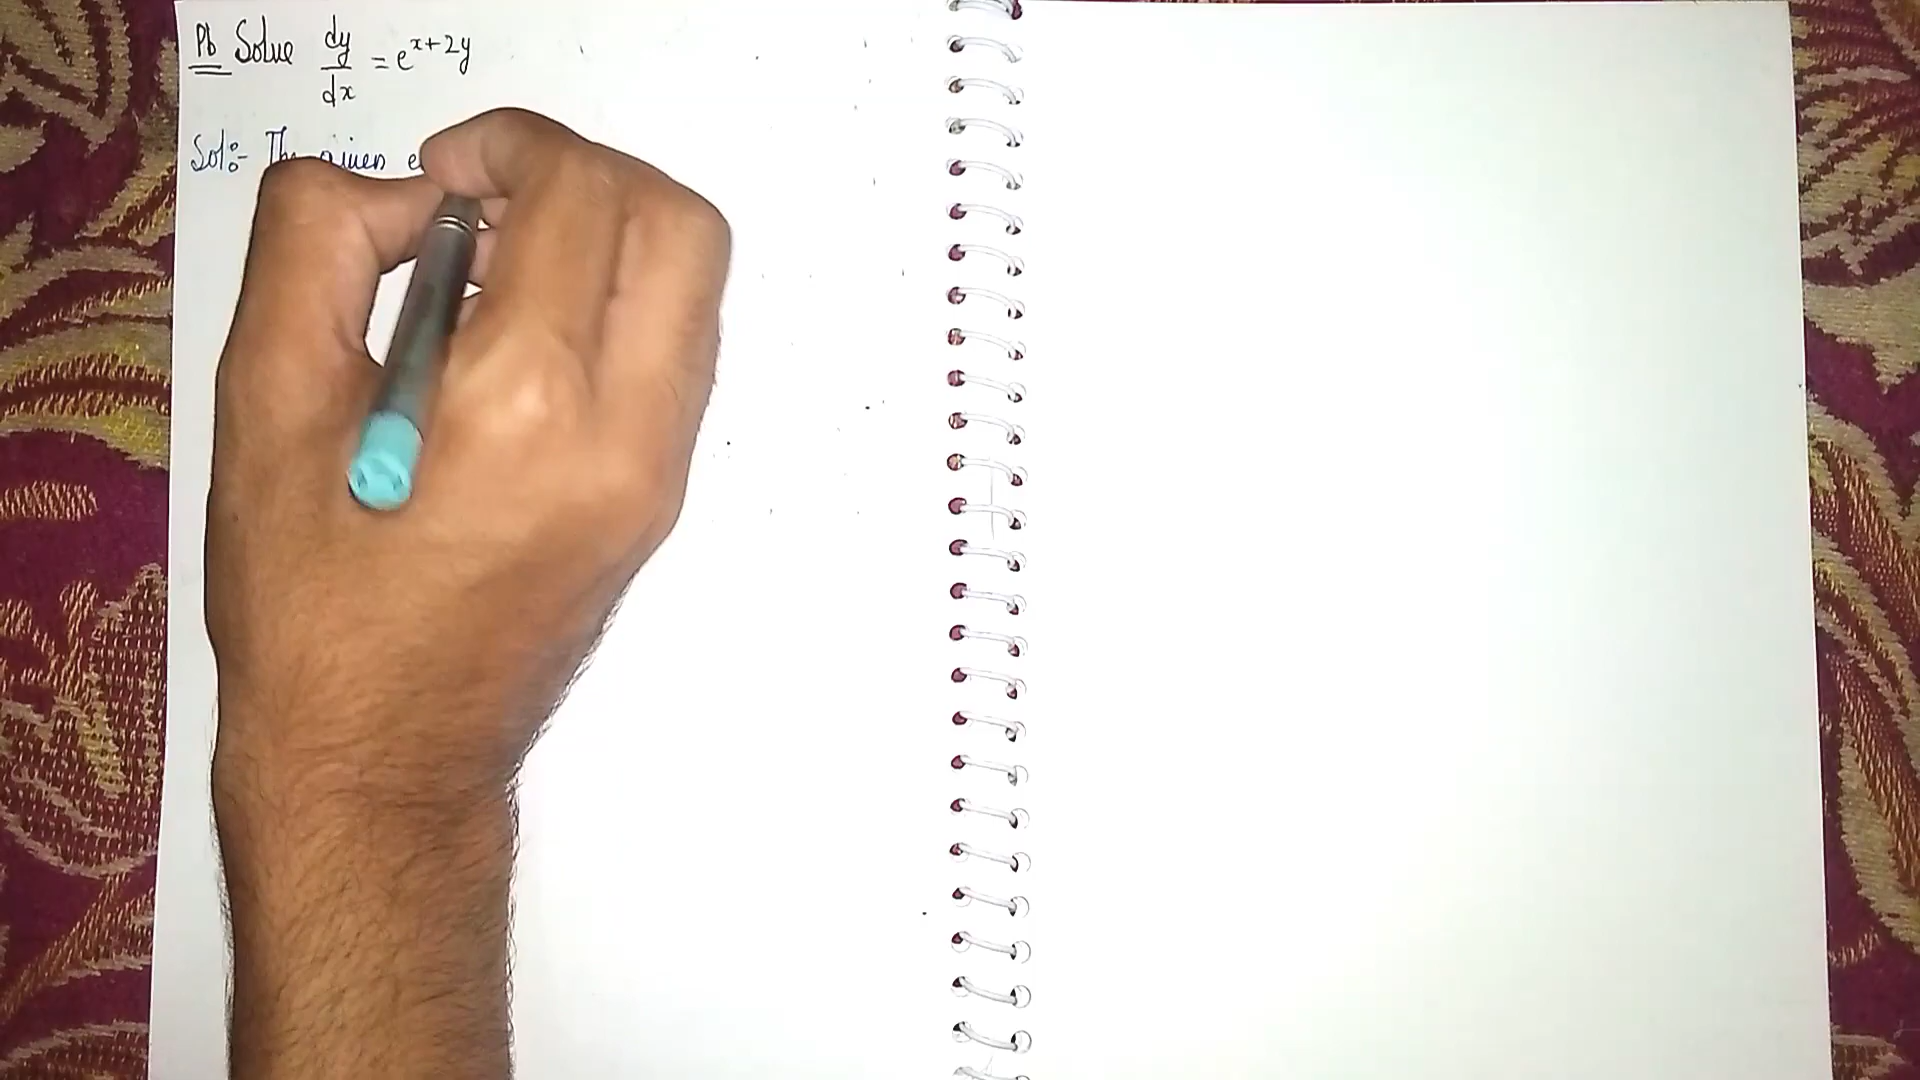 Pb Solve dy/dx = e^{x+2y}
Sol:- The given